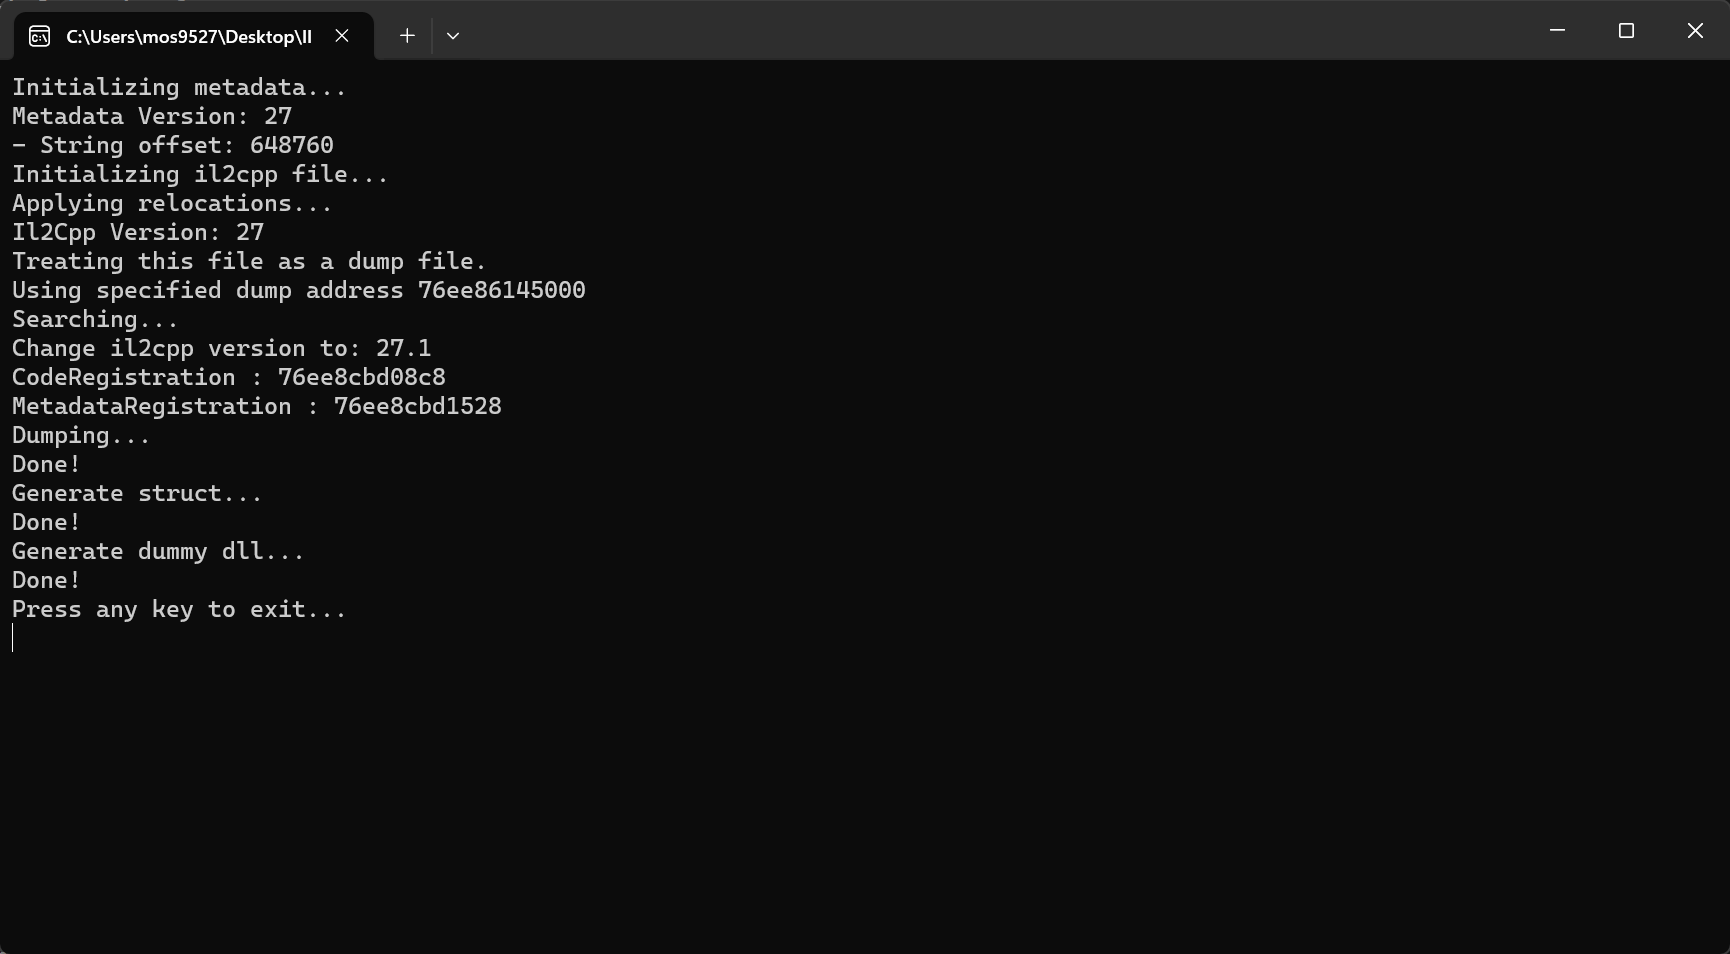 C:\Users\mos9527\Desktop\Il
Initializing metadata...
Metadata Version: 27
- String offset: 648760
Initializing il2cpp file...
Applying relocations...
Il2Cpp Version: 27
Treating this file as a dump file.
Using specified dump address 76ee86145000
Searching...
Change il2cpp version to: 27.1
CodeRegistration : 76ee8cbd08c8
MetadataRegistration : 76ee8cbd1528
Dumping...
Done!
Generate struct...
Done!
Generate dummy dll...
Done!
Press any key to exit...